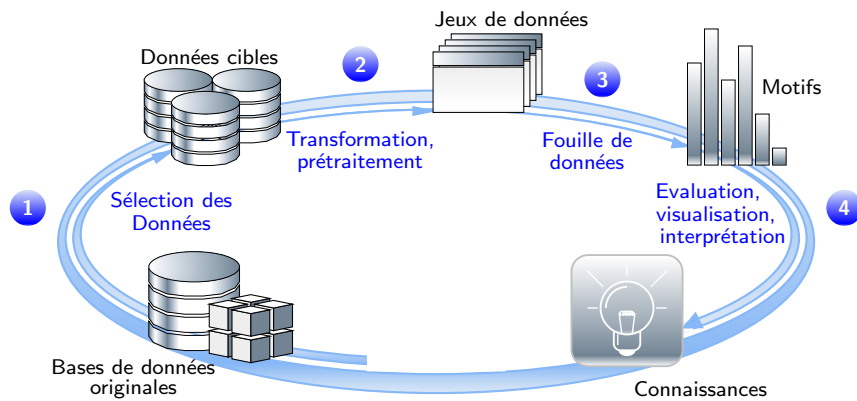 Jeux de données
Données cibles
2
3
Motifs
Transformation,
prétraitement
Fouille de
données
1
Sélection des
Données
Evaluation,
visualisation,
interprétation
4
Bases de données
originales
Connaissances